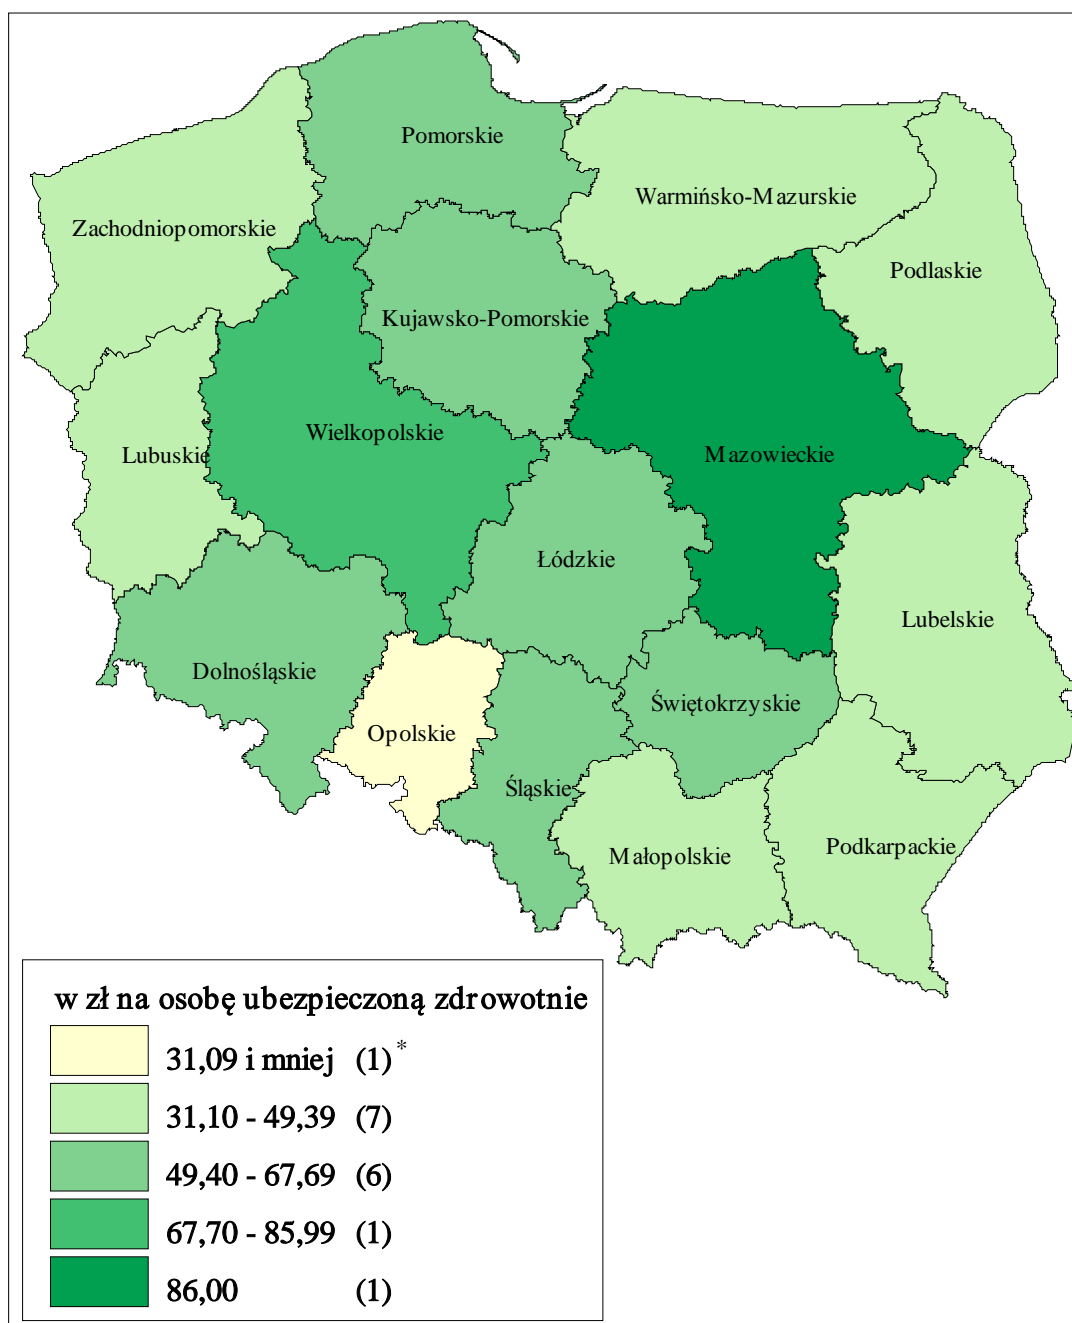 Pomorskie
Warmińsko-Mazurskie
Zachodniopomorskie
Podlaskie
Kujawsko-Pomorskie
Wielkopolskie
Mazowieckie
Lubuskie
Łódzkie
Lubelskie
Dolnośląskie
Świętokrzyskie
Opolskie
Śląskie
Małopolskie
Podkarpackie
w zł na osobę ubezpieczoną zdrowotnie
31,09 i mniej (1)*
31,10 - 49,39 (7)
49,40 - 67,69 (6)
67,70 - 85,99 (1)
86,00 (1)